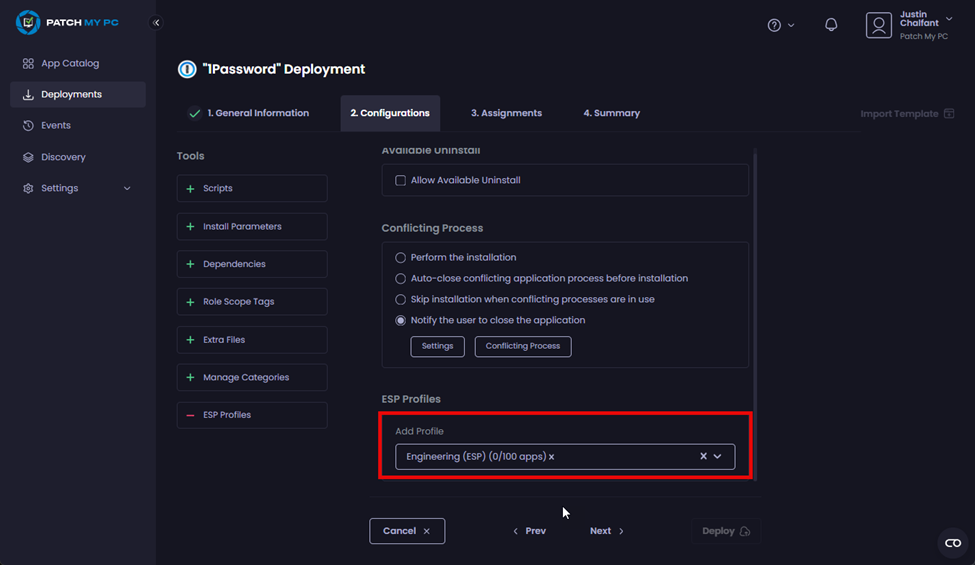 PATCH MY PC
Justin
Chalfant
Patch My PC
App Catalog
Deployments
Events
Discovery
Settings
"1Password" Deployment
1. General Information
2. Configurations
3. Assignments
4. Summary
Import Template
Tools
Scripts
Install Parameters
Dependencies
Role Scope Tags
Extra Files
Manage Categories
ESP Profiles
Available Uninstall
Allow Available Uninstall
Conflicting Process
Perform the installation
Auto-close conflicting application process before installation
Skip installation when conflicting processes are in use
Notify the user to close the application
Settings
Conflicting Process
ESP Profiles
Add Profile
Engineering (ESP) (0/100 apps) x
Cancel
Prev
Next
Deploy